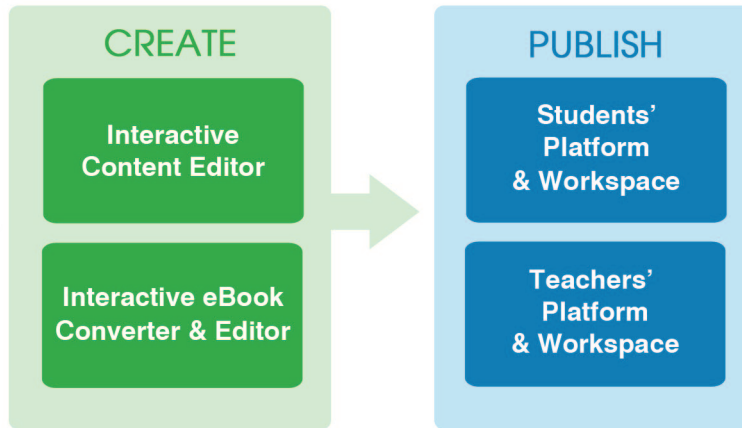 CREATE
Interactive
Content Editor
Interactive eBook
Converter & Editor
PUBLISH
Students’
Platform
& Workspace
Teachers’
Platform
& Workspace